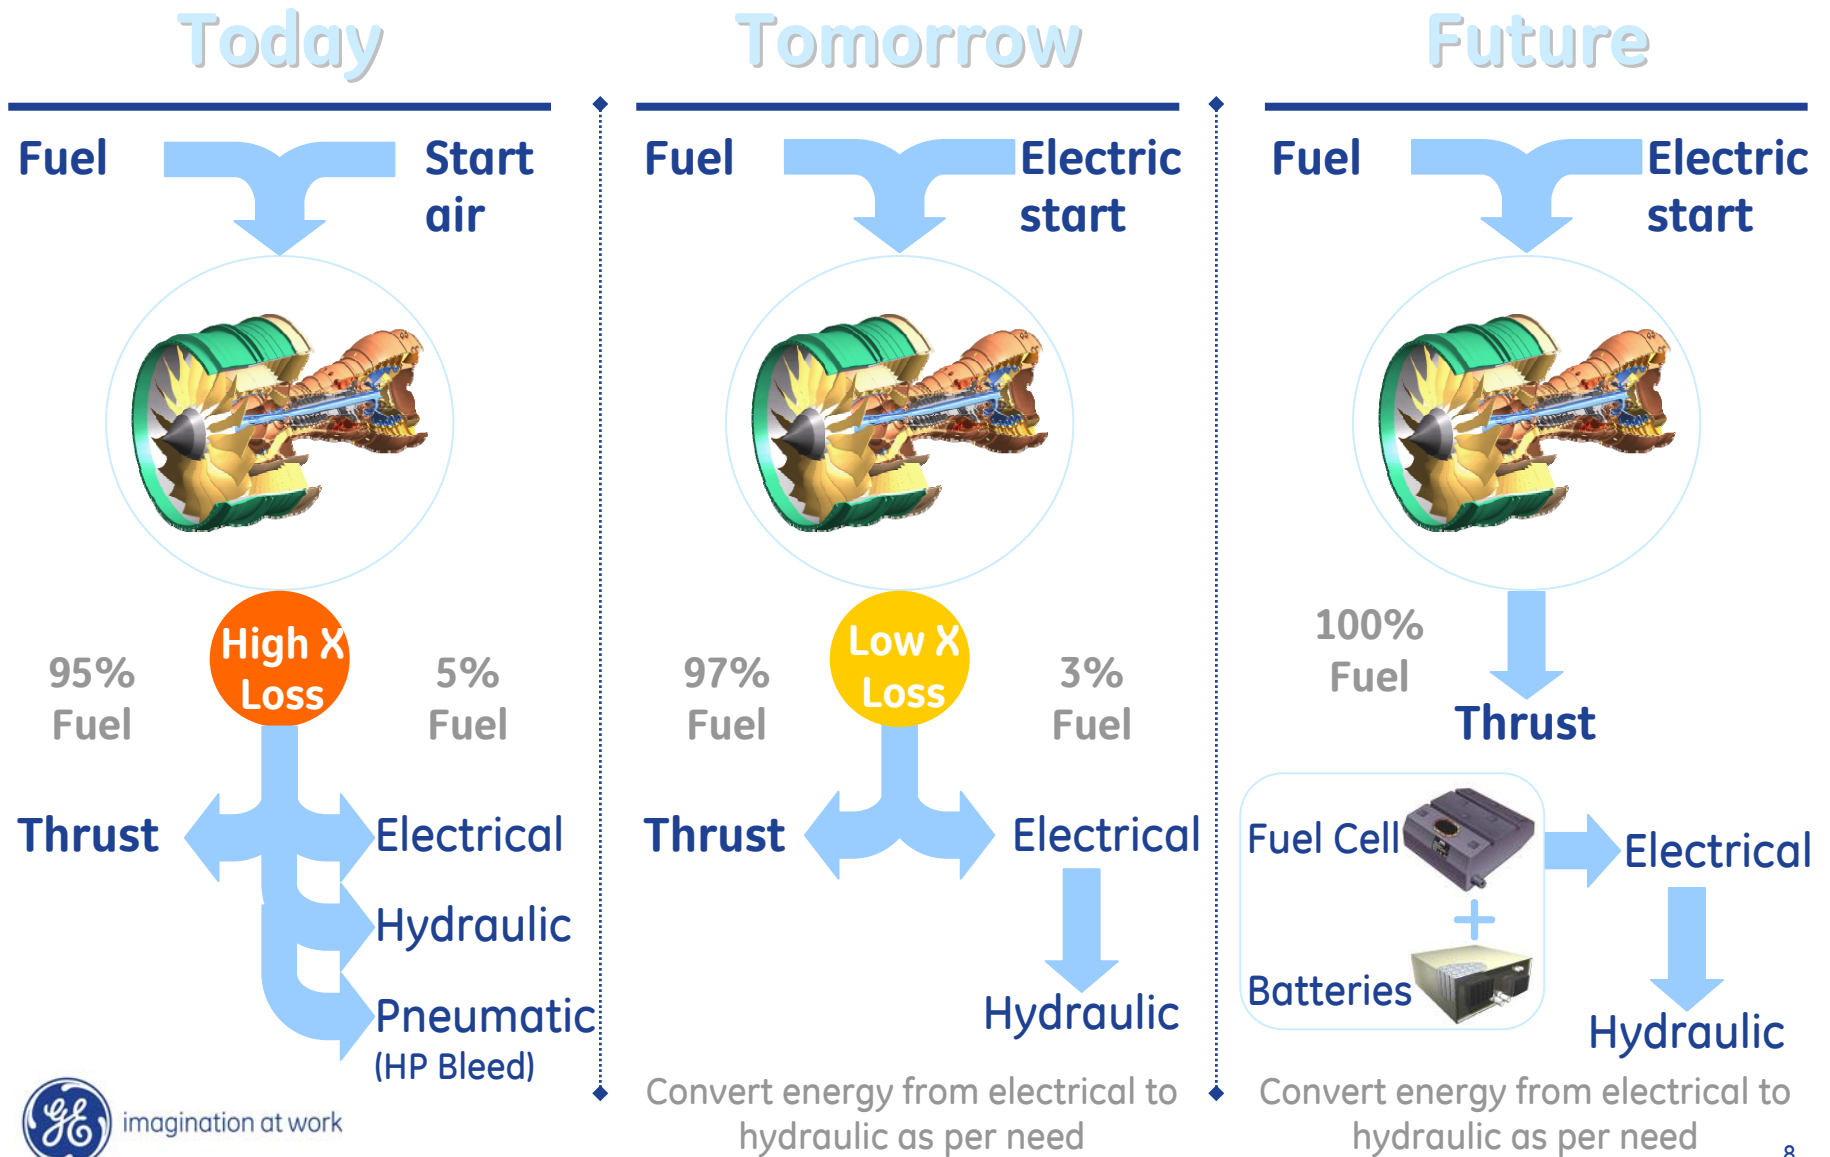 Today
Fuel
Start
air
High X
Loss
95%
Fuel
5%
Fuel
Thrust
Electrical
Hydraulic
Pneumatic
(HP Bleed)
Tomorrow
Fuel
Electric
start
Low X
Loss
97%
Fuel
3%
Fuel
Thrust
Electrical
Hydraulic
Convert energy from electrical to
hydraulic as per need
Future
Fuel
Electric
start
100%
Fuel
Thrust
Fuel Cell
+
Batteries
Electrical
Hydraulic
Convert energy from electrical to
hydraulic as per need
GE
imagination at work
8